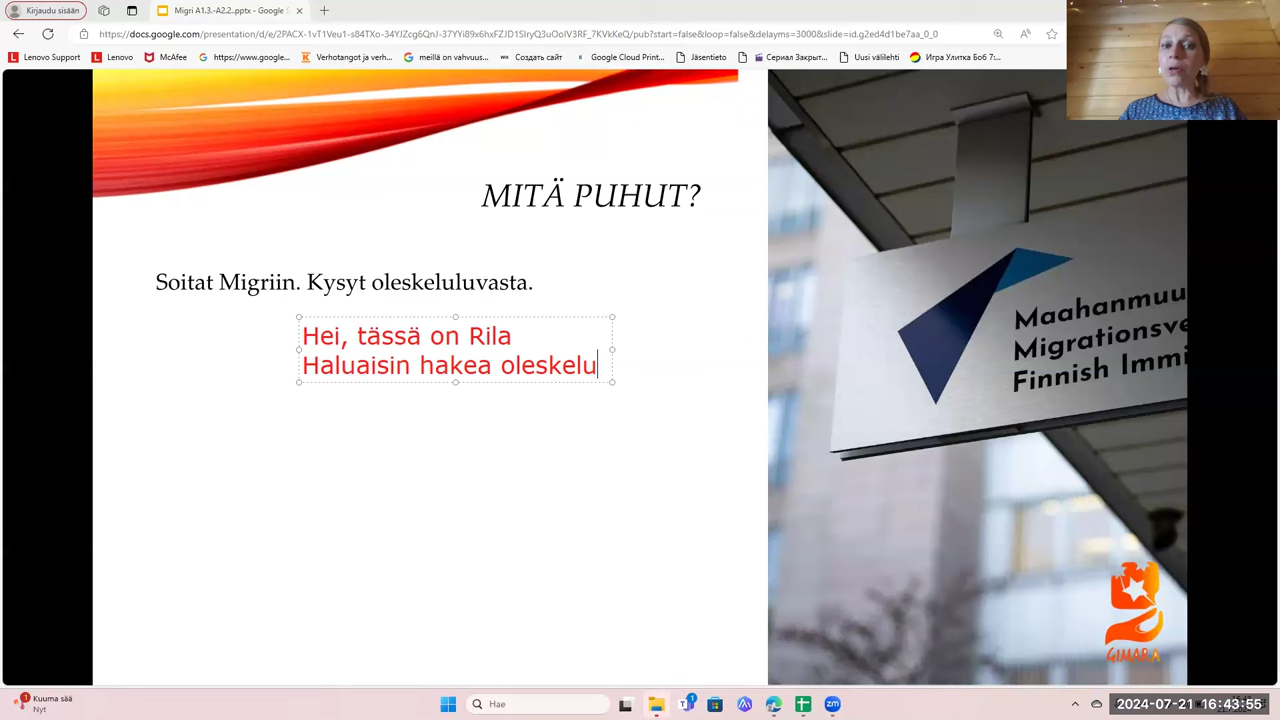 Kirjaudu sisään
Migri A1.3.-A2.2..pptx - Google S
https://docs.google.com/presentation/d/e/2PACX-1vT1Veu1-s84TXo-34YJZcg6QnJ-37YYi89x6hxFZJD1SIryQ3uOoIV3RF_7KVkKeQ/pub?start=false&loop=false&delayms=3000&slide=id.g2ed4d1be7aa_0_0
Lenovo Support
Lenovo
McAfee
https://www.google...
Verhotangot ja verh...
meillä on vahvuus...
Создать сайт
Google Cloud Print...
Jäsentieto
Сериал Закрыт...
Uusi välilehti
Игра Улитка Боб 7:...
MITÄ PUHUT?
Soitat Migriin. Kysyt oleskeluluvasta.
Hei, tässä on Rila
Haluaisin hakea oleskelu
Maahanmuu
Migrationsve
Finnish Immi
GIMARA
Kuuma sää
Nyt
Hae
2024-07-21 16:43:55